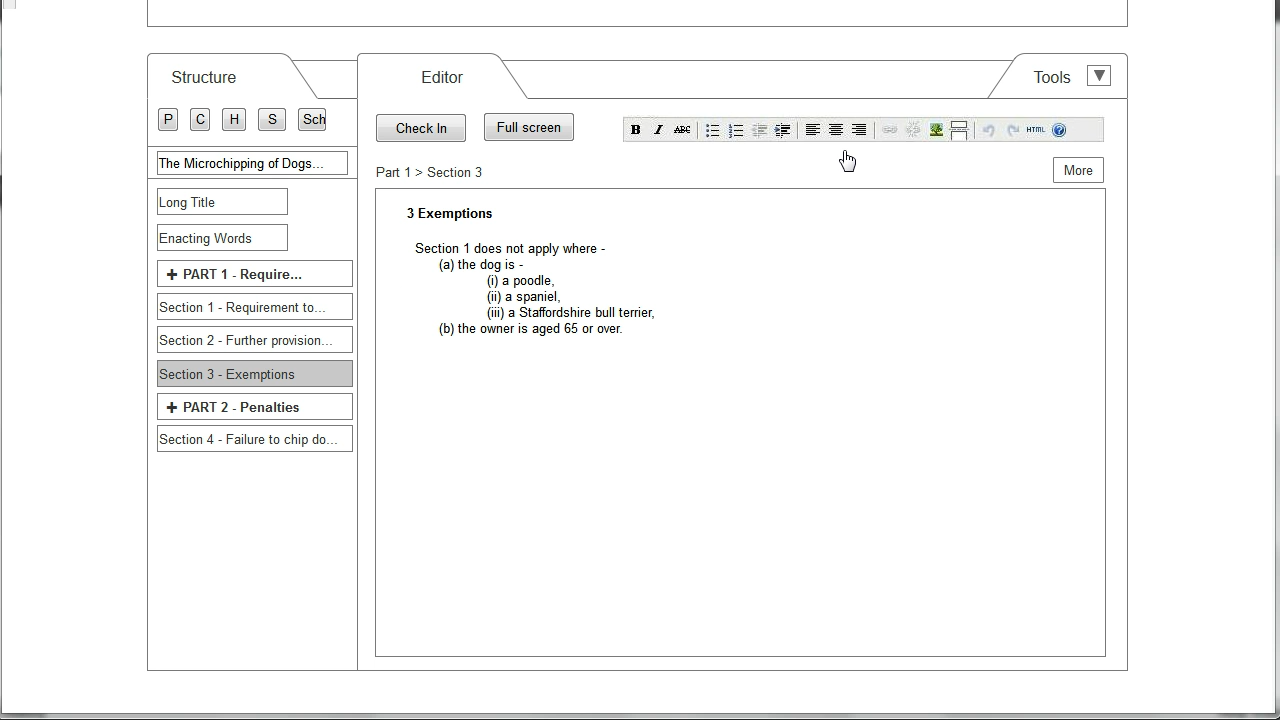 Structure
Editor
Tools
P C H S Sch
Check In
Full screen
B I ABC HTML ?
The Microchipping of Dogs...
Part 1 > Section 3
More
Long Title
Enacting Words
+ PART 1 - Require...
Section 1 - Requirement to...
Section 2 - Further provision...
Section 3 - Exemptions
+ PART 2 - Penalties
Section 4 - Failure to chip do...
3 Exemptions
Section 1 does not apply where -
(a) the dog is -
(i) a poodle,
(ii) a spaniel,
(iii) a Staffordshire bull terrier,
(b) the owner is aged 65 or over.